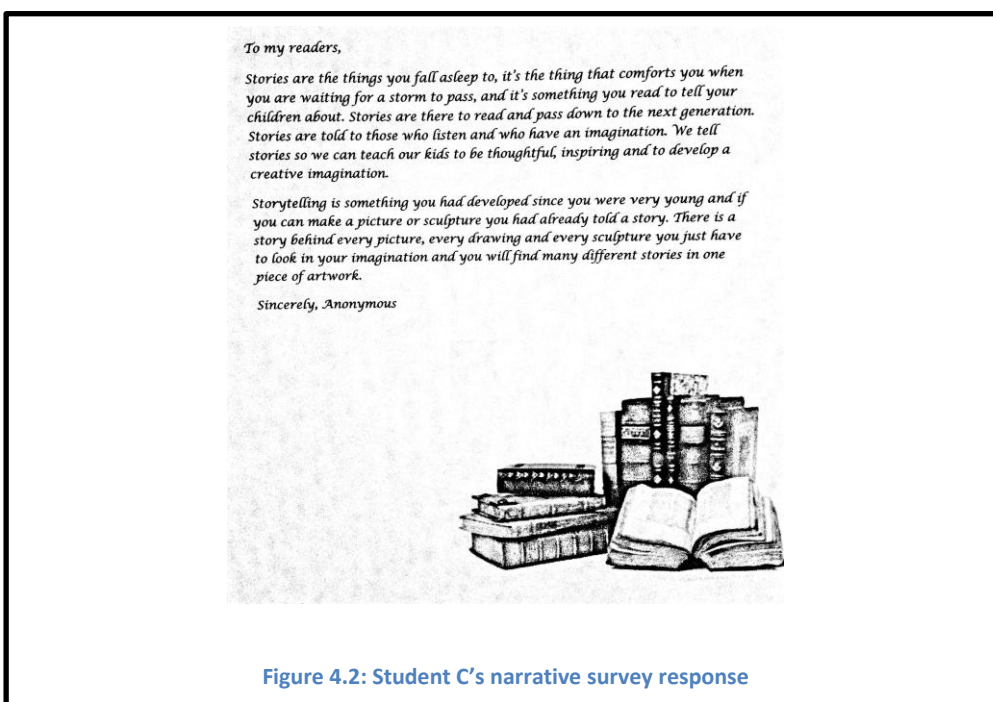 To my readers,
Stories are the things you fall asleep to, it's the thing that comforts you when
you are waiting for a storm to pass, and it's something you read to tell your
children about. Stories are there to read and pass down to the next generation.
Stories are told to those who listen and who have an imagination. We tell
stories so we can teach our kids to be thoughtful, inspiring and to develop a
creative imagination.
Storytelling is something you had developed since you were very young and if
you can make a picture or sculpture you had already told a story. There is a
story behind every picture, every drawing and every sculpture you just have
to look in your imagination and you will find many different stories in one
piece of artwork.
Sincerely, Anonymous
Figure 4.2: Student C’s narrative survey response